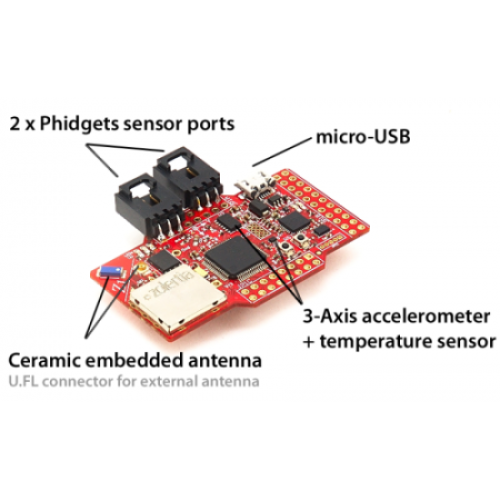 2 x Phidgets sensor ports
micro-USB
zolertia
3-Axis accelerometer
+ temperature sensor
Ceramic embedded antenna
U.FL connector for external antenna